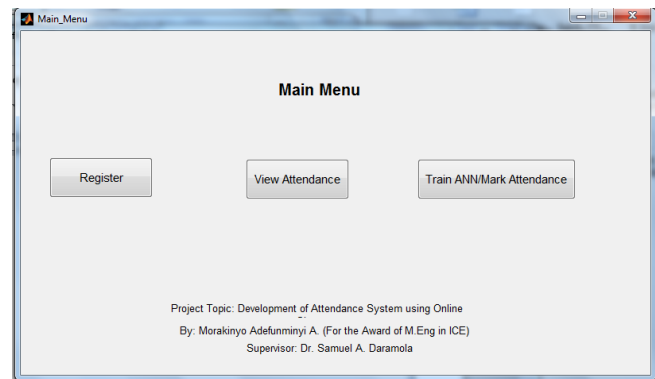 Main_Menu
Main Menu
Register
View Attendance
Train ANN/Mark Attendance
Project Topic: Development of Attendance System using Online
By: Morakinyo Adefunminyi A. (For the Award of M.Eng in ICE)
Supervisor: Dr. Samuel A. Daramola